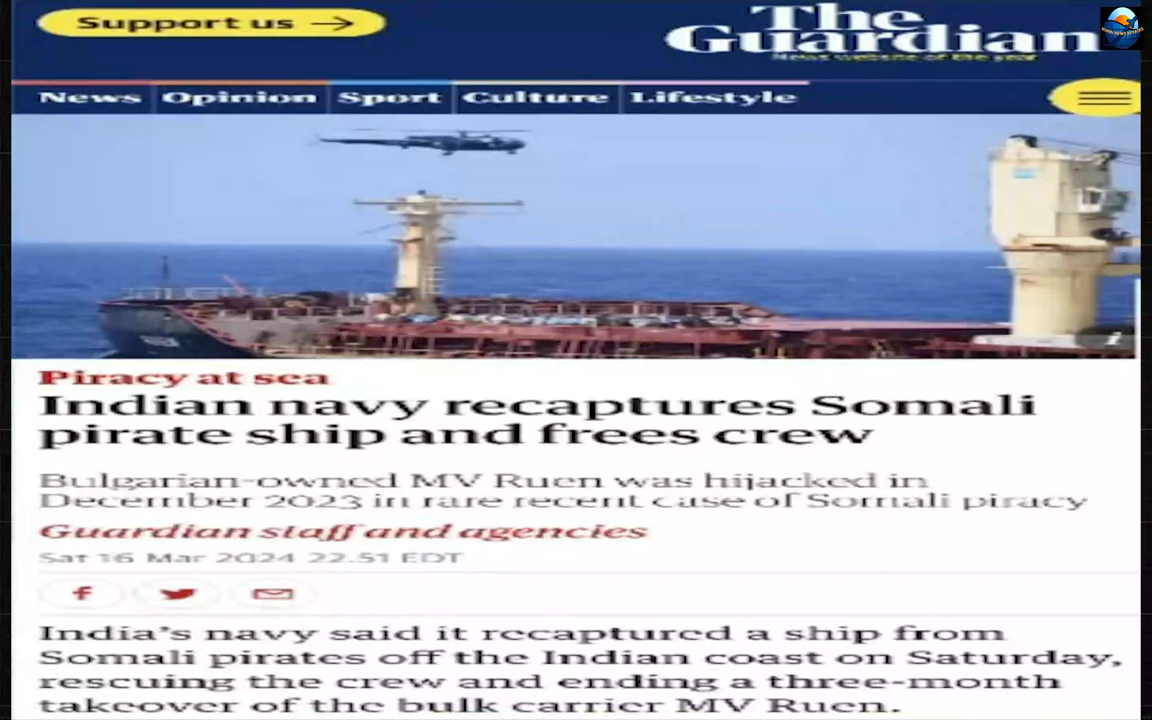 Support us →
The
Guardian
News website of the year
News Opinion Sport Culture Lifestyle
Piracy at sea
Indian navy recaptures Somali
pirate ship and frees crew
Bulgarian-owned MV Ruen was hijacked in
December 2023 in rare recent case of Somali piracy
Guardian staff and agencies
Sat 16 Mar 2024 22.51 EDT
India's navy said it recaptured a ship from
Somali pirates off the Indian coast on Saturday,
rescuing the crew and ending a three-month
takeover of the bulk carrier MV Ruen.